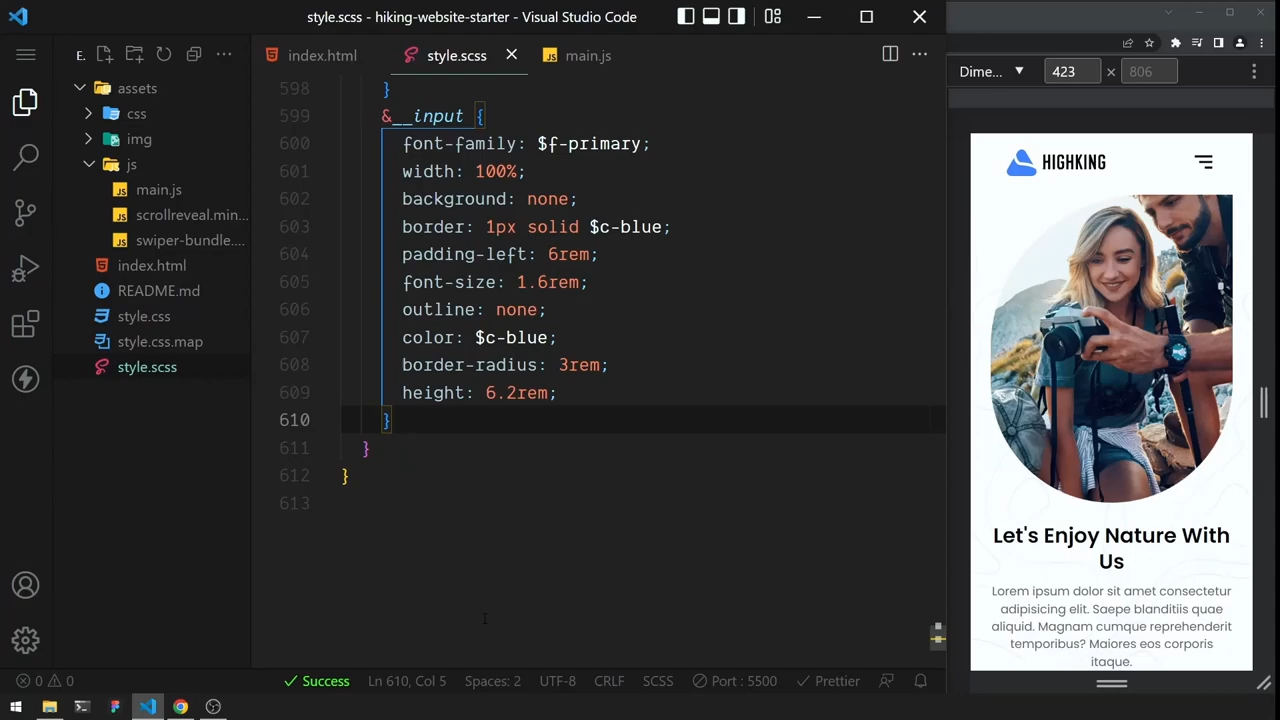 style.scss - hiking-website-starter - Visual Studio Code
E.
index.html
style.scss
main.js
assets
css
img
js
main.js
scrollreveal.min...
swiper-bundle....
index.html
README.md
style.css
style.css.map
style.scss
598 }
599 &__input {
600 font-family: $f-primary;
601 width: 100%;
602 background: none;
603 border: 1px solid $c-blue;
604 padding-left: 6rem;
605 font-size: 1.6rem;
606 outline: none;
607 color: $c-blue;
608 border-radius: 3rem;
609 height: 6.2rem;
610 }
611 }
612 }
613
Dime... ▼ 423 × 806
HIGHKING
Let's Enjoy Nature With
Us
Lorem ipsum dolor sit amet consectetur
adipisicing elit. Saepe blanditiis quae
aliquid. Magnam cumque reprehenderit
temporibus? Maiores eos corporis
itaque.
0 0 Success Ln 610, Col 5 Spaces: 2 UTF-8 CRLF SCSS Port : 5500 Prettier